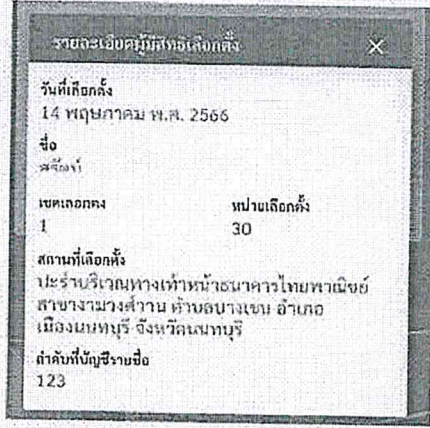 รายละเอียดผู้มีสิทธิเลือกตั้ง
วันที่เลือกตั้ง
14 พฤษภาคม พ.ศ. 2566
ชื่อ
เขตเลือกตั้ง หน่วยเลือกตั้ง
1 30
สถานที่เลือกตั้ง
ปะรำบริเวณทางเท้าหน้าธนาคารไทยพาณิชย์
สาขางามวงศ์วาน ตำบลบางเขน อำเภอ
เมืองนนทบุรี จังหวัดนนทบุรี
ลำดับที่บัญชีรายชื่อ
123